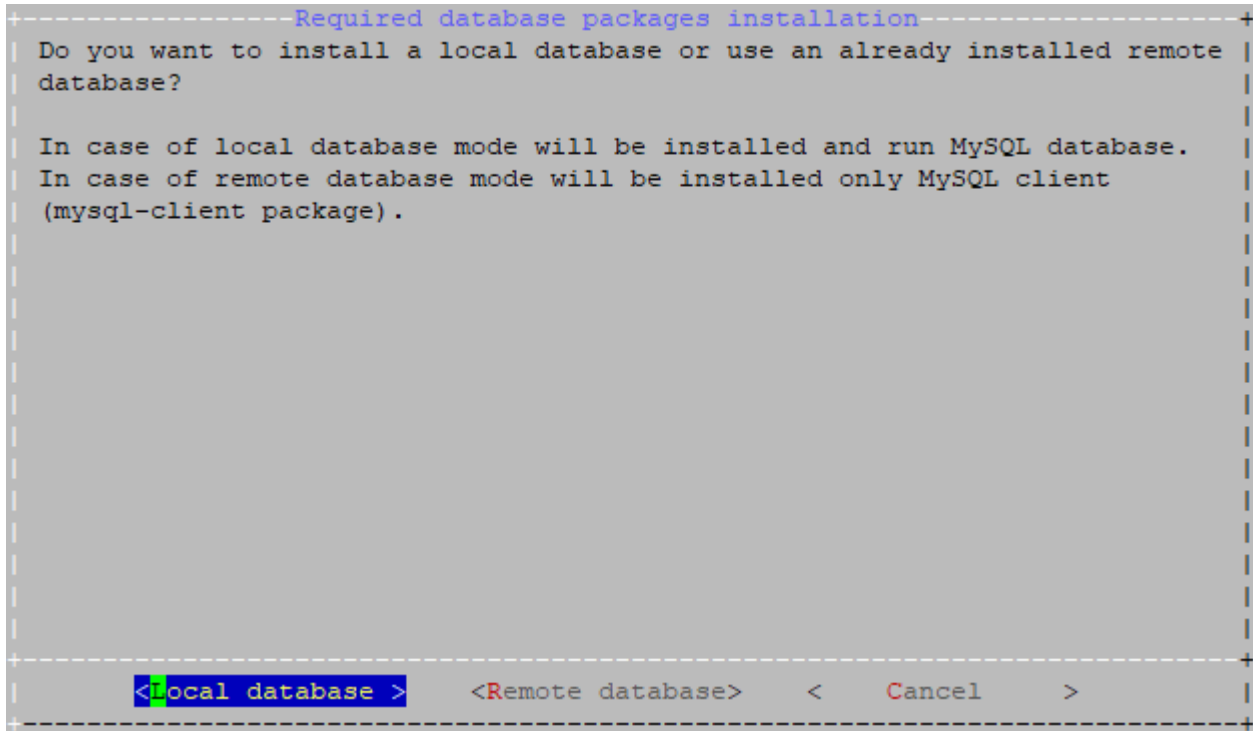 Required database packages installation
Do you want to install a local database or use an already installed remote
database?
In case of local database mode will be installed and run MySQL database.
In case of remote database mode will be installed only MySQL client
(mysql-client package).
<Local database > <Remote database> < Cancel >